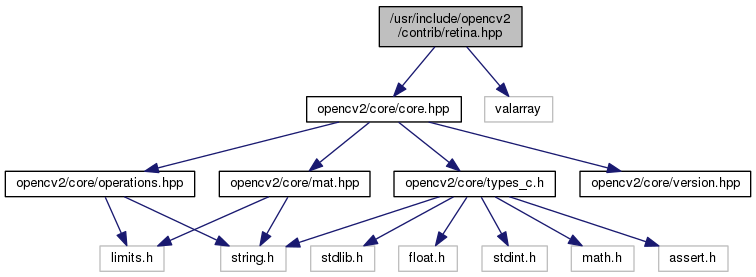 /usr/include/opencv2
/contrib/retina.hpp
opencv2/core/core.hpp
valarray
opencv2/core/operations.hpp
opencv2/core/mat.hpp
opencv2/core/types_c.h
opencv2/core/version.hpp
limits.h
string.h
stdlib.h
float.h
stdint.h
math.h
assert.h